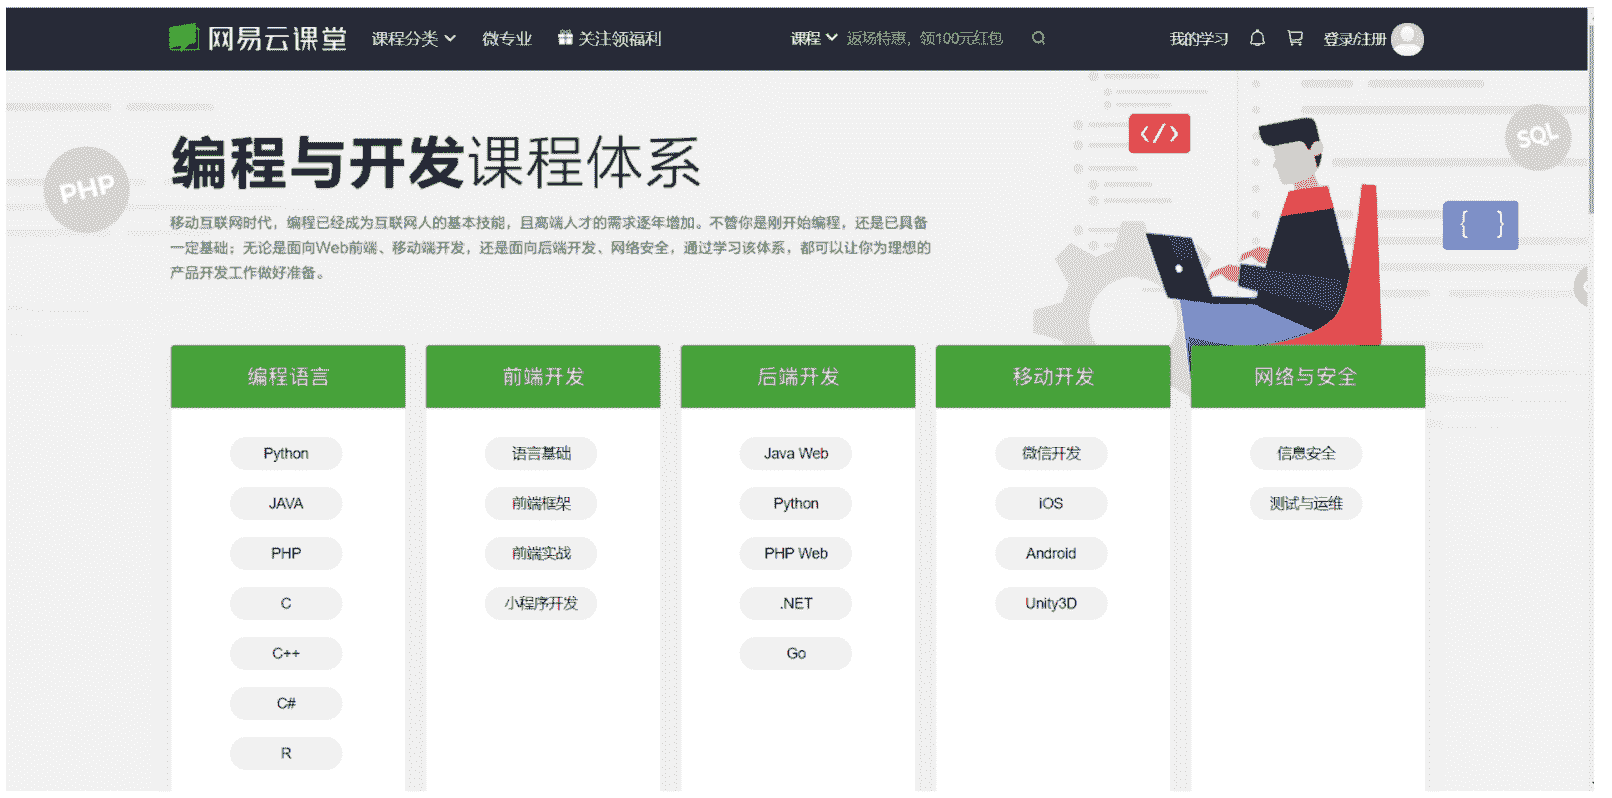 网易云课堂 课程分类 微专业 关注领福利 课程 返场特惠，领100元红包 我的学习 登录/注册
</>
SQL
PHP
编程与开发课程体系
{ }
移动互联网时代，编程已经成为互联网人的基本技能，且高端人才的需求逐年增加。不管你是刚开始编程，还是已具备
一定基础；无论是面向Web前端、移动端开发，还是面向后端开发、网络安全，通过学习该体系，都可以让你为理想的
产品开发工作做好准备。
编程语言 前端开发 后端开发 移动开发 网络与安全
Python 语言基础 Java Web 微信开发 信息安全
JAVA 前端框架 Python iOS 测试与运维
PHP 前端实战 PHP Web Android
C 小程序开发 .NET Unity3D
C++ Go
C#
R